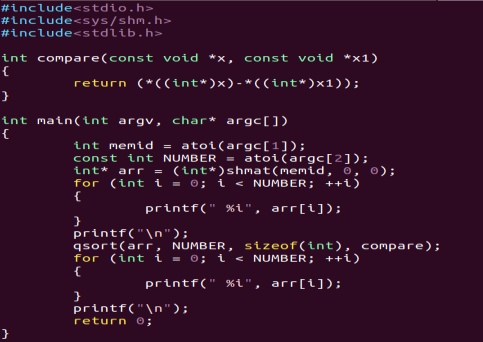 #include<stdio.h>
#include<sys/shm.h>
#include<stdlib.h>

int compare(const void *x, const void *x1)
{
        return (*((int*)x)-*((int*)x1));
}

int main(int argv, char* argc[])
{
        int memid = atoi(argc[1]);
        const int NUMBER = atoi(argc[2]);
        int* arr = (int*)shmat(memid, 0, 0);
        for (int i = 0; i < NUMBER; ++i)
        {
                printf(" %i", arr[i]);
        }
        printf("\n");
        qsort(arr, NUMBER, sizeof(int), compare);
        for (int i = 0; i < NUMBER; ++i)
        {
                printf(" %i", arr[i]);
        }
        printf("\n");
        return 0;
}